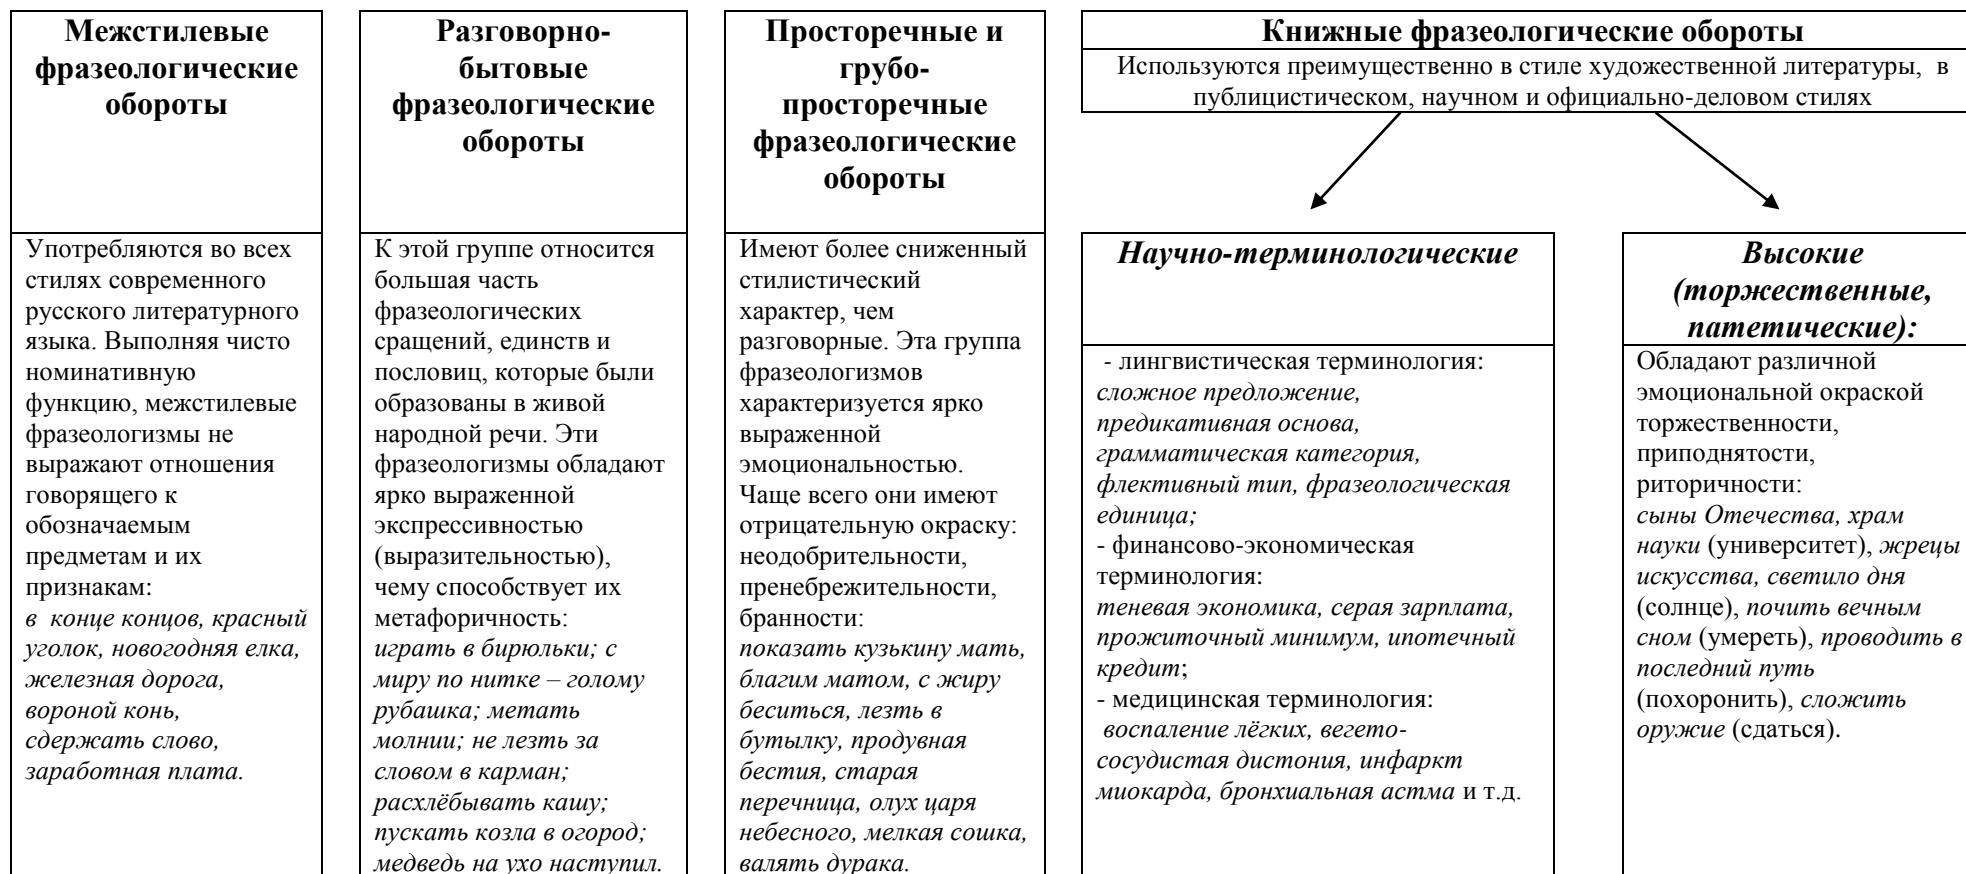 Межстилевые
фразеологические
обороты
Употребляются во всех
стилях современного
русского литературного
языка. Выполняя чисто
номинативную
функцию, межстилевые
фразеологизмы не
выражают отношения
говорящего к
обозначаемым
предметам и их
признакам:
в конце концов, красный
уголок, новогодняя елка,
железная дорога,
вороной конь,
сдержать слово,
заработная плата.
Разговорно-
бытовые
фразеологические
обороты
К этой группе относится
большая часть
фразеологических
сращений, единств и
пословиц, которые были
образованы в живой
народной речи. Эти
фразеологизмы обладают
ярко выраженной
экспрессивностью
(выразительностью),
чему способствует их
метафоричность:
играть в бирюльки; с
миру по нитке – голому
рубашка; метать
молнии; не лезть за
словом в карман;
расхлёбывать кашу;
пускать козла в огород;
медведь на ухо наступил.
Просторечные и
грубо-
просторечные
фразеологические
обороты
Имеют более сниженный
стилистический
характер, чем
разговорные. Эта группа
фразеологизмов
характеризуется ярко
выраженной
эмоциональностью.
Чаще всего они имеют
отрицательную окраску:
неодобрительности,
пренебрежительности,
бранности:
показать кузькину мать,
благим матом, с жиру
беситься, лезть в
бутылку, продувная
бестия, старая
перечница, олух царя
небесного, мелкая сошка,
валять дурака.
Книжные фразеологические обороты
Используются преимущественно в стиле художественной литературы, в
публицистическом, научном и официально-деловом стилях
Научно-терминологические
- лингвистическая терминология:
сложное предложение,
предикативная основа,
грамматическая категория,
флективный тип, фразеологическая
единица;
- финансово-экономическая
терминология:
теневая экономика, серая зарплата,
прожиточный минимум, ипотечный
кредит;
- медицинская терминология:
воспаление лёгких, вегето-
сосудистая дистония, инфаркт
миокарда, бронхиальная астма и т.д.
Высокие
(торжественные,
патетические):
Обладают различной
эмоциональной окраской
торжественности,
приподнятости,
риторичности:
сыны Отечества, храм
науки (университет), жрецы
искусства, светило дня
(солнце), почить вечным
сном (умереть), проводить в
последний путь
(похоронить), сложить
оружие (сдаться).